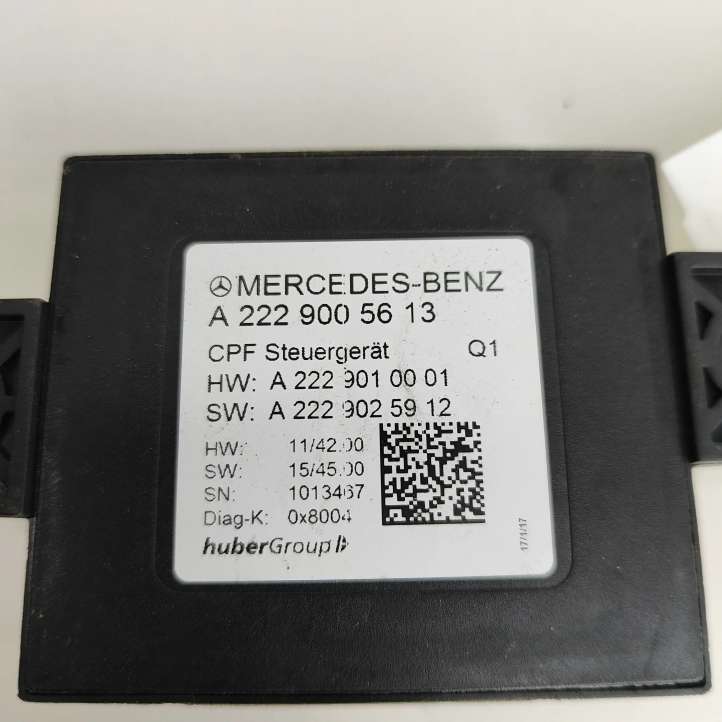 MERCEDES-BENZ
A 222 900 56 13
CPF Steuergerät Q1
HW: A 222 901 00 01
SW: A 222 902 59 12
HW: 11/42.00
SW: 15/45.00
SN: 1013467
Diag-K: 0x8004
huberGroup
17/1/17